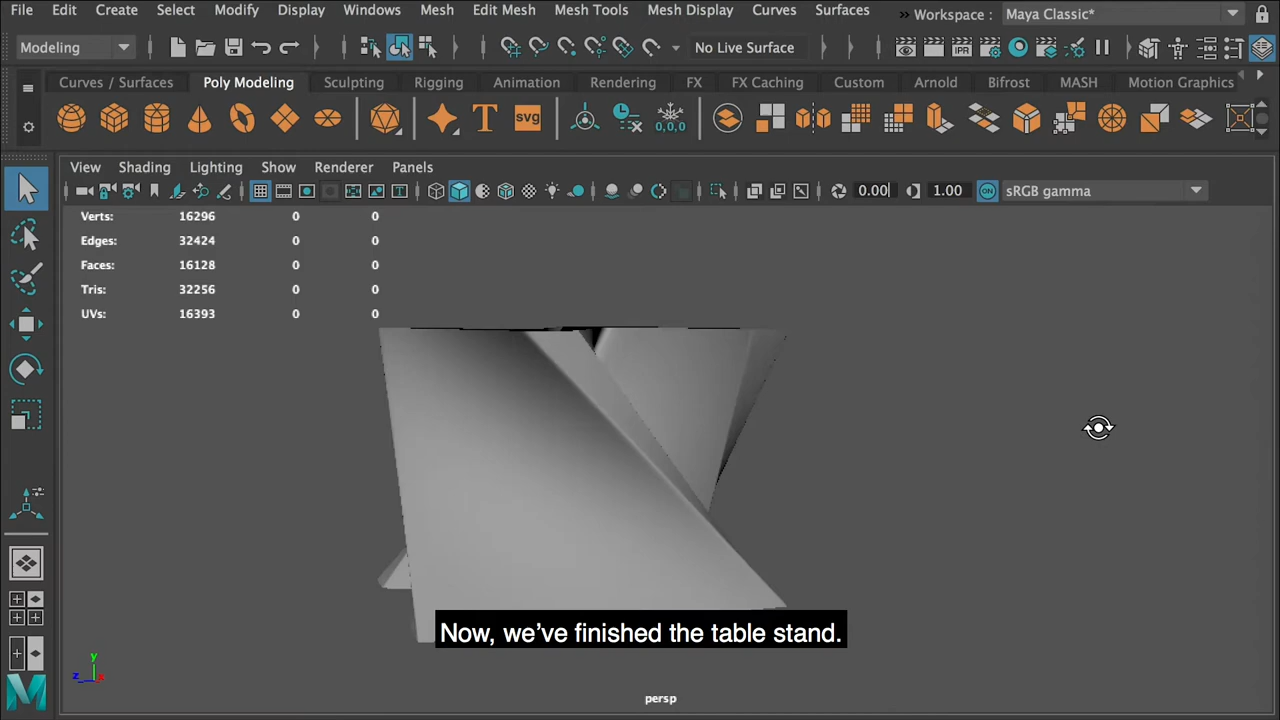 File Edit Create Select Modify Display Windows Mesh Edit Mesh Mesh Tools Mesh Display Curves Surfaces » Workspace : Maya Classic*
Modeling No Live Surface
Curves / Surfaces Poly Modeling Sculpting Rigging Animation Rendering FX FX Caching Custom Arnold Bifrost MASH Motion Graphics
T svg 0,0,0
View Shading Lighting Show Renderer Panels
0.00 1.00 ON sRGB gamma
Verts: 16296 0 0
Edges: 32424 0 0
Faces: 16128 0 0
Tris: 32256 0 0
UVs: 16393 0 0
Now, we’ve finished the table stand.
y
z x
persp
M